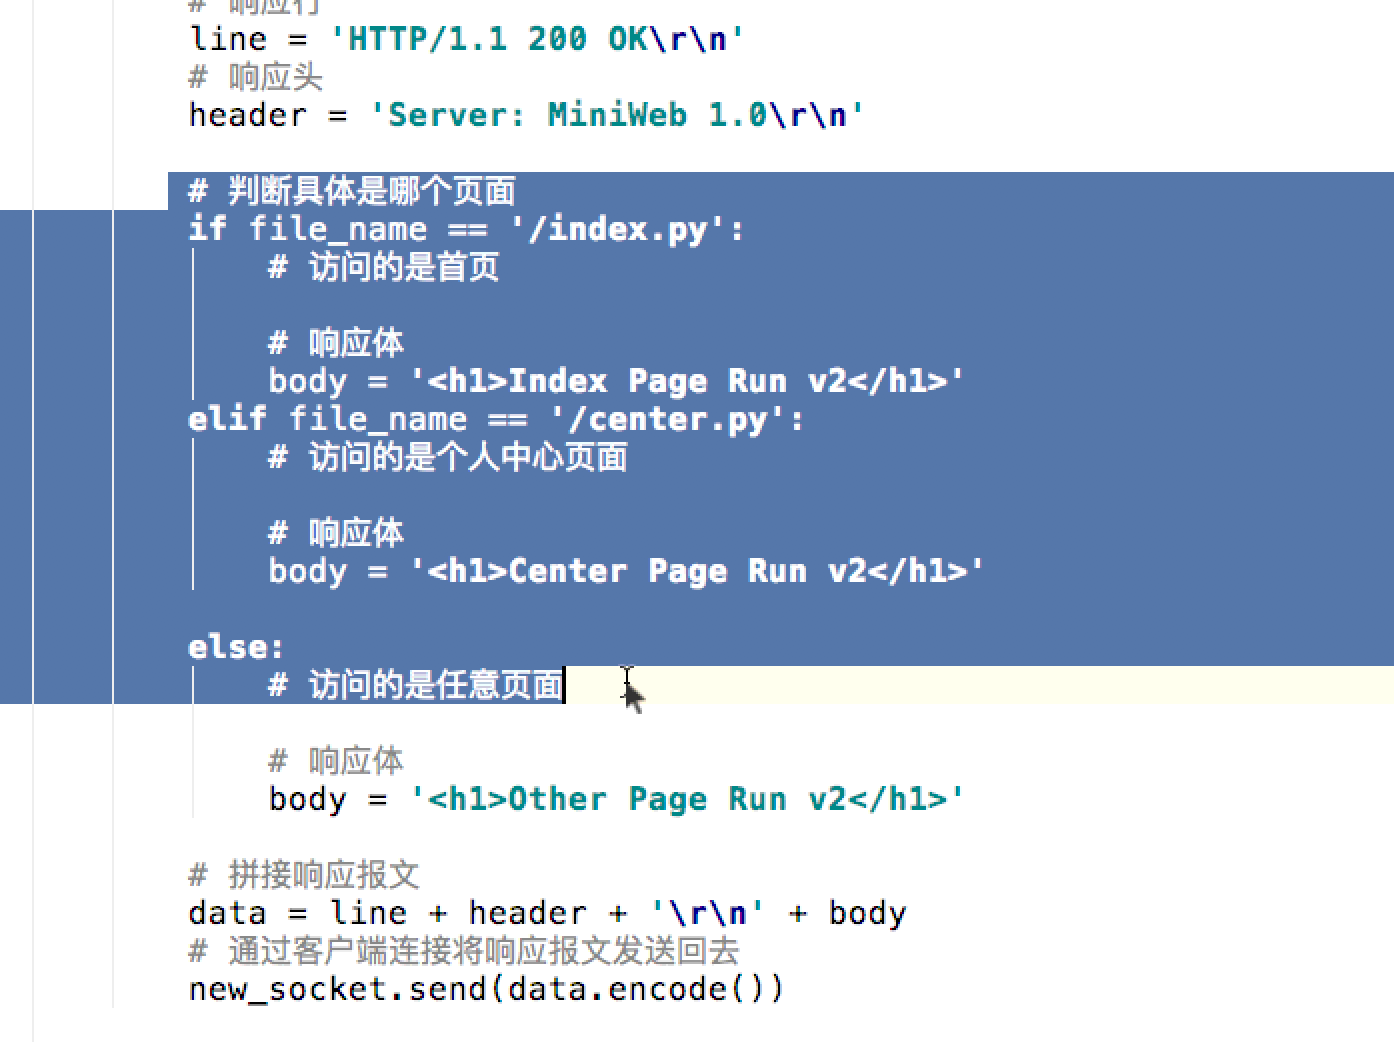 # 响应行
line = 'HTTP/1.1 200 OK\r\n'
# 响应头
header = 'Server: MiniWeb 1.0\r\n'
# 判断具体是哪个页面
if file_name == '/index.py':
# 访问的是首页
# 响应体
body = '<h1>Index Page Run v2</h1>'
elif file_name == '/center.py':
# 访问的是个人中心页面
# 响应体
body = '<h1>Center Page Run v2</h1>'
else:
# 访问的是任意页面
# 响应体
body = '<h1>Other Page Run v2</h1>'
# 拼接响应报文
data = line + header + '\r\n' + body
# 通过客户端连接将响应报文发送回去
new_socket.send(data.encode())